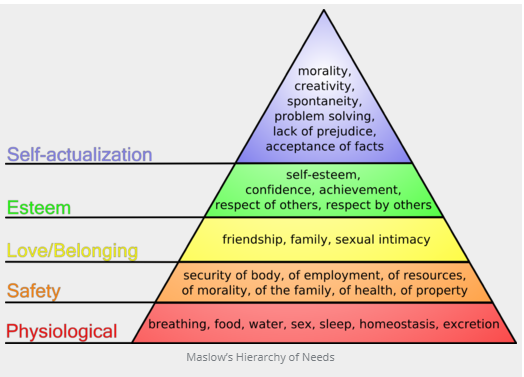 morality,
creativity,
spontaneity,
problem solving,
lack of prejudice,
acceptance of facts
Self-actualization
self-esteem,
confidence, achievement,
respect of others, respect by others
Esteem
friendship, family, sexual intimacy
Love/Belonging
security of body, of employment, of resources,
of morality, of the family, of health, of property
Safety
breathing, food, water, sex, sleep, homeostasis, excretion
Physiological
Maslow's Hierarchy of Needs